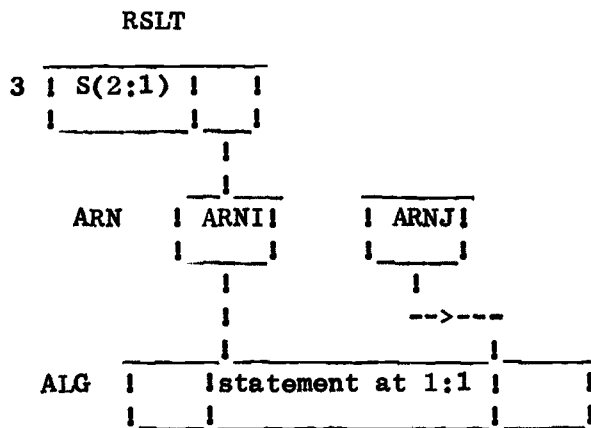 RSLT
3 ! S(2:1) ! !
! ! !
!
ARN ! ARNI! ! ARNJ!
! ! ! !
! !
! -->---
! !
ALG ! !statement at 1:1 ! !
! ! ! !